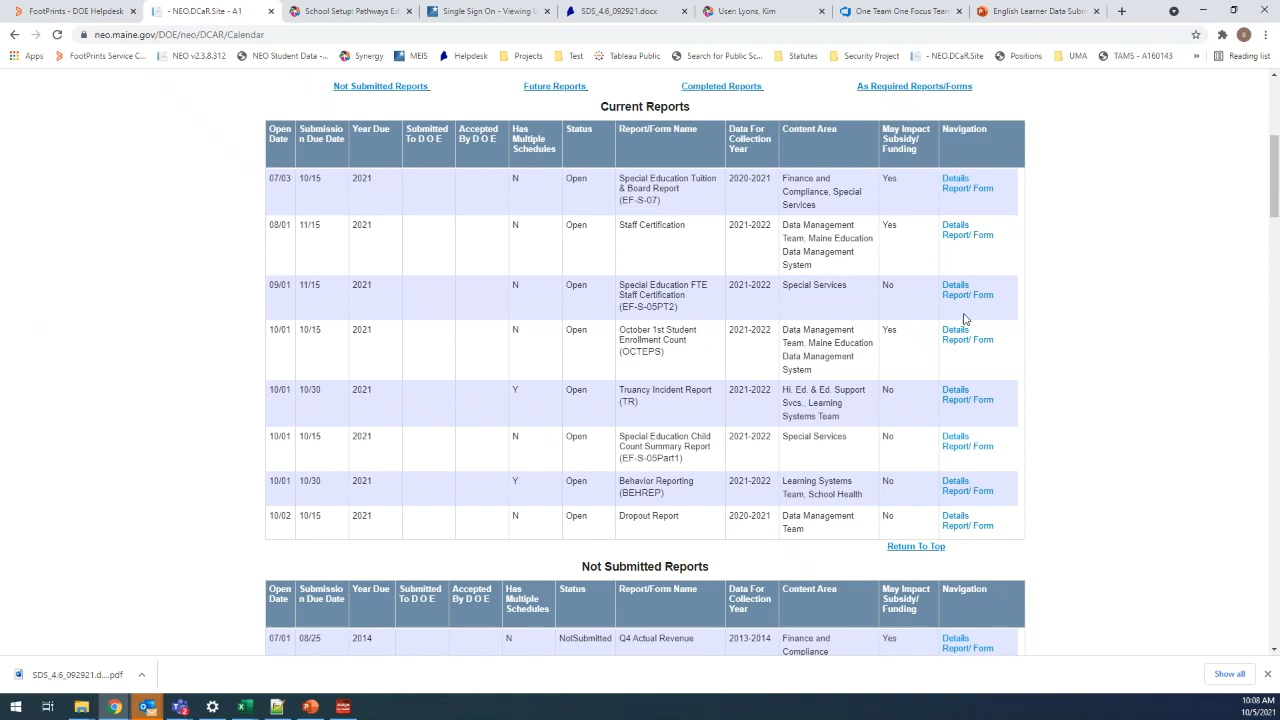 FootPrints - DOE Helpdesk
NEO.DCaR.Site - A1
School Setup: Pathways Ed
Single Sign On - Viewing U
SDS_4.6_092921.docx
User: Lyons, Kim
Team One Focus Team
English Learner Data Subm
neo.maine.gov/DOE/neo/DCAR/Calendar
Apps
FootPrints Service C...
NEO v2.3.8.312
NEO Student Data -...
Synergy
MEIS
Helpdesk
Projects
Test
Tableau Public
Search for Public Sc...
Statutes
Security Project
- NEO.DCaR.Site
Positions
UMA
TAMS - A160143
»
Reading list
Not Submitted Reports
Future Reports
Completed Reports
As Required Reports/Forms
Current Reports
Open Date
Submissio n Due Date
Year Due
Submitted To D O E
Accepted By D O E
Has Multiple Schedules
Status
Report/Form Name
Data For Collection Year
Content Area
May Impact Subsidy/ Funding
Navigation
07/03 10/15 2021 N Open Special Education Tuition & Board Report (EF-S-07) 2020-2021 Finance and Compliance, Special Services Yes Details Report/ Form
08/01 11/15 2021 N Open Staff Certification 2021-2022 Data Management Team, Maine Education Data Management System Yes Details Report/ Form
09/01 11/15 2021 N Open Special Education FTE Staff Certification (EF-S-05PT2) 2021-2022 Special Services No Details Report/ Form
10/01 10/15 2021 N Open October 1st Student Enrollment Count (OCTEPS) 2021-2022 Data Management Team, Maine Education Data Management System Yes Details Report/ Form
10/01 10/30 2021 Y Open Truancy Incident Report (TR) 2021-2022 Hi. Ed. & Ed. Support Svcs., Learning Systems Team No Details Report/ Form
10/01 10/15 2021 N Open Special Education Child Count Summary Report (EF-S-05Part1) 2021-2022 Special Services No Details Report/ Form
10/01 10/30 2021 Y Open Behavior Reporting (BEHREP) 2021-2022 Learning Systems Team, School Health No Details Report/ Form
10/02 10/15 2021 N Open Dropout Report 2020-2021 Data Management Team No Details Report/ Form
Return To Top
Not Submitted Reports
Open Date
Submissio n Due Date
Year Due
Submitted To D O E
Accepted By D O E
Has Multiple Schedules
Status
Report/Form Name
Data For Collection Year
Content Area
May Impact Subsidy/ Funding
Navigation
07/01 08/25 2014 N NotSubmitted Q4 Actual Revenue 2013-2014 Finance and Compliance Yes Details Report/ Form
SDS_4.6_092921.d....pdf
Show all
10:08 AM
10/5/2021